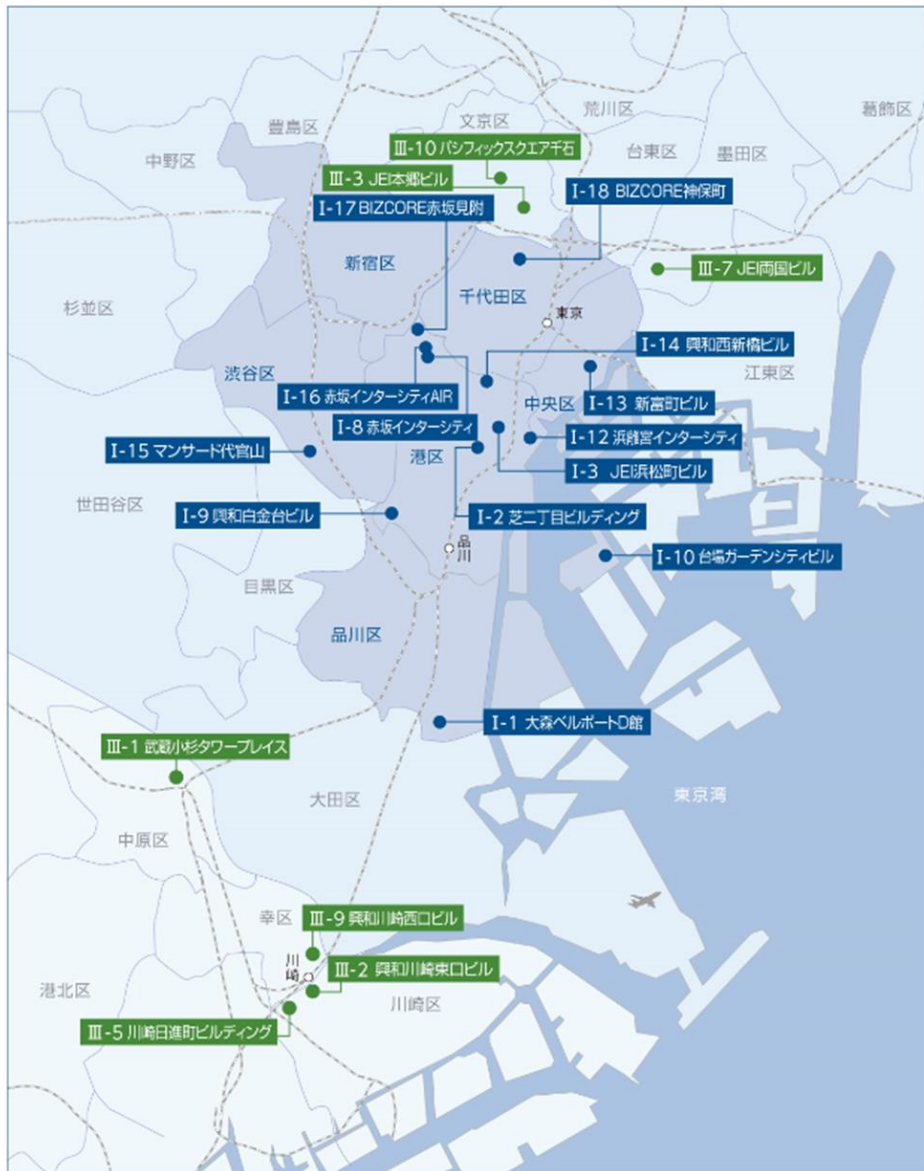 荒川区
葛飾区
豊島区
文京区
中野区
台東区
墨田区
Ⅲ-10 パシフィックスクエア千石
Ⅲ-3 JEI本郷ビル
Ⅰ-18 BIZCORE神保町
Ⅰ-17 BIZCORE赤坂見附
新宿区
Ⅲ-7 JEI両国ビル
千代田区
杉並区
東京
Ⅰ-14 興和西新橋ビル
渋谷区
江東区
Ⅰ-16 赤坂インターシティAIR
中央区
Ⅰ-13 新富町ビル
Ⅰ-8 赤坂インターシティ
Ⅰ-12 浜離宮インターシティ
Ⅰ-15 マンサード代官山
港区
Ⅰ-3 JEI浜松町ビル
世田谷区
Ⅰ-9 興和白金台ビル
Ⅰ-2 芝二丁目ビルディング
品川
Ⅰ-10 台場ガーデンシティビル
目黒区
品川区
Ⅰ-1 大森ベルポートD館
Ⅲ-1 武蔵小杉タワープレイス
大田区
東京湾
中原区
幸区
Ⅲ-9 興和川崎西口ビル
川崎
Ⅲ-2 興和川崎東口ビル
港北区
川崎区
Ⅲ-5 川崎日進町ビルディング